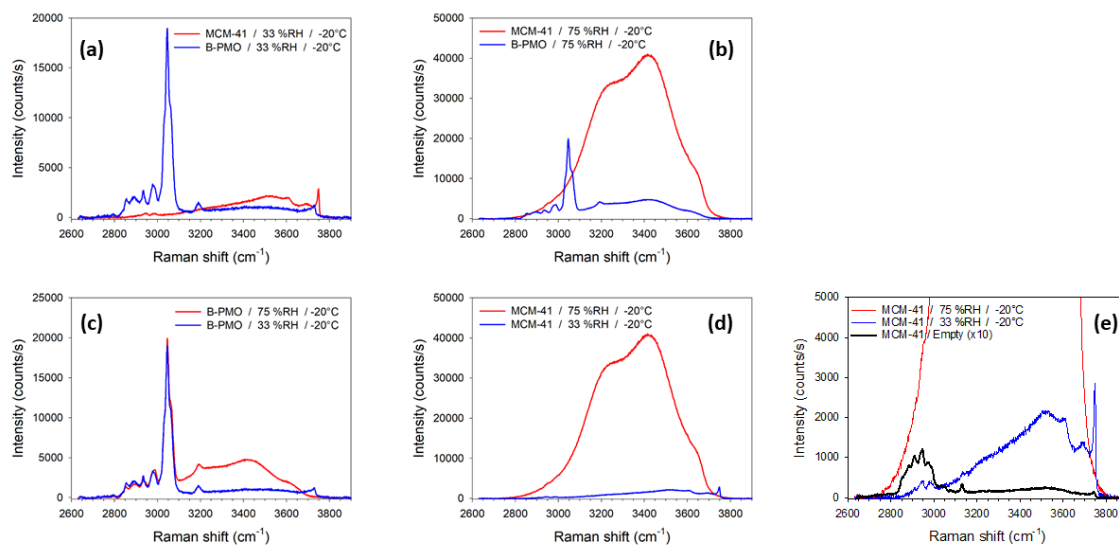 (a)
MCM-41 / 33 %RH / -20°C
B-PMO / 33 %RH / -20°C
Intensity (counts/s)
20000
15000
10000
5000
0
2600 2800 3000 3200 3400 3600 3800
Raman shift (cm⁻¹)
(b)
MCM-41 / 75 %RH / -20°C
B-PMO / 75 %RH / -20°C
Intensity (counts/s)
50000
40000
30000
20000
10000
0
2600 2800 3000 3200 3400 3600 3800
Raman shift (cm⁻¹)
(c)
B-PMO / 75 %RH / -20°C
B-PMO / 33 %RH / -20°C
Intensity (counts/s)
25000
20000
15000
10000
5000
0
2600 2800 3000 3200 3400 3600 3800
Raman shift (cm⁻¹)
(d)
MCM-41 / 75 %RH / -20°C
MCM-41 / 33 %RH / -20°C
Intensity (counts/s)
50000
40000
30000
20000
10000
0
2600 2800 3000 3200 3400 3600 3800
Raman shift (cm⁻¹)
(e)
MCM-41 / 75 %RH / -20°C
MCM-41 / 33 %RH / -20°C
MCM-41 / Empty (x10)
Intensity (counts/s)
5000
4000
3000
2000
1000
0
2600 2800 3000 3200 3400 3600 3800
Raman shift (cm⁻¹)